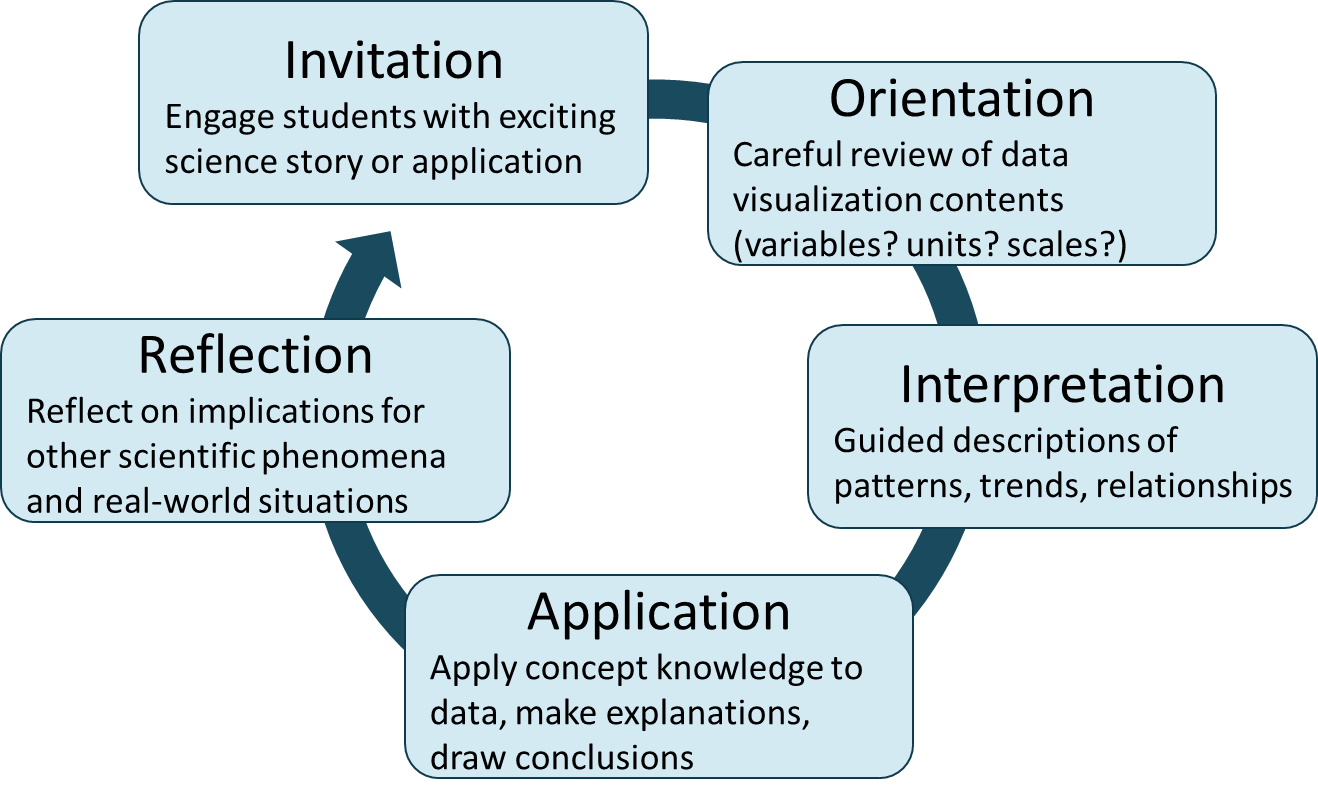 Invitation
Engage students with exciting
science story or application
Orientation
Careful review of data
visualization contents
(variables? units? scales?)
Interpretation
Guided descriptions of
patterns, trends, relationships
Application
Apply concept knowledge to
data, make explanations,
draw conclusions
Reflection
Reflect on implications for
other scientific phenomena
and real-world situations